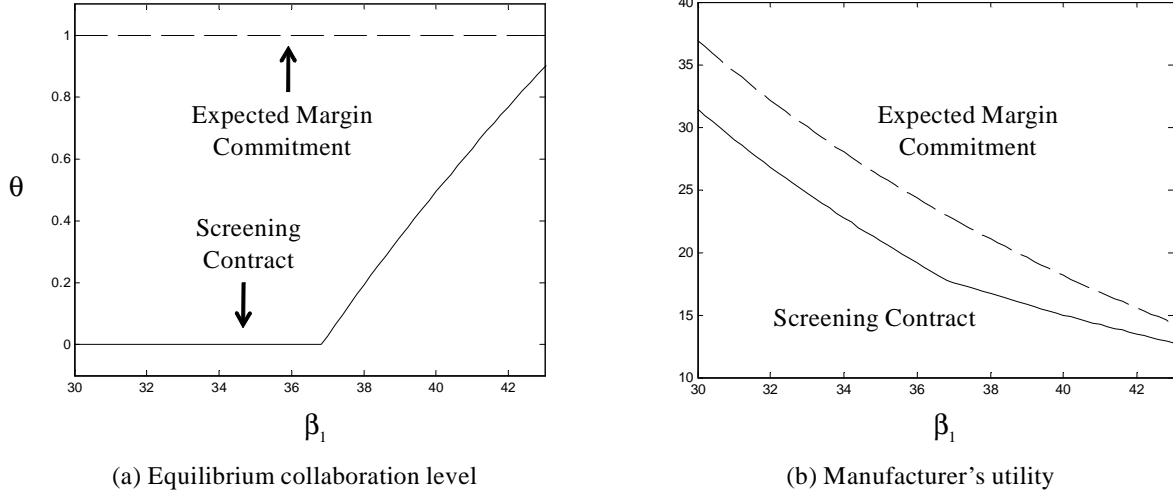 1
0.8
0.6
0.4
0.2
0
θ
Expected Margin
Commitment
Screening
Contract
30 32 34 36 38 40 42
β1
(a) Equilibrium collaboration level
40
35
30
25
20
15
10
Expected Margin
Commitment
Screening Contract
30 32 34 36 38 40 42
β1
(b) Manufacturer's utility